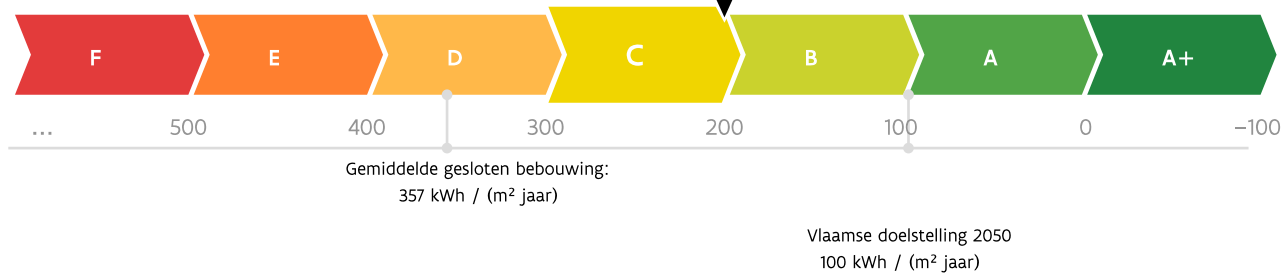 F E D C B A A+
... 500 400 300 200 100 0 −100
Gemiddelde gesloten bebouwing:
357 kWh / (m² jaar)
Vlaamse doelstelling 2050
100 kWh / (m² jaar)